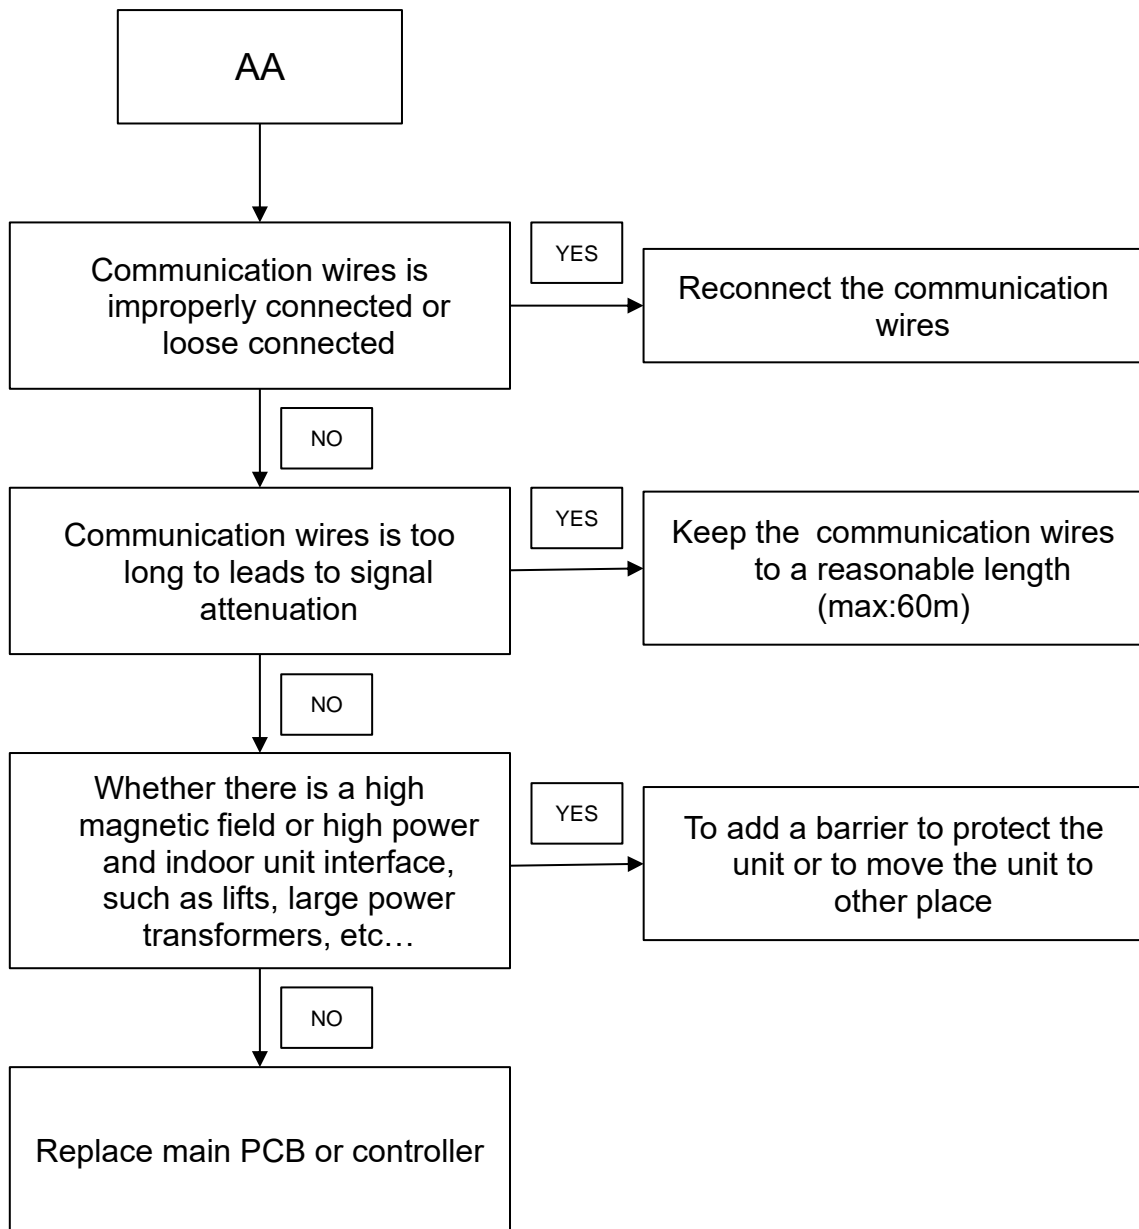 AA
Communication wires is
improperly connected or
loose connected
YES
Reconnect the communication
wires
NO
Communication wires is too
long to leads to signal
attenuation
YES
Keep the  communication wires
to a reasonable length
(max:60m)
NO
Whether there is a high
magnetic field or high power
and indoor unit interface,
such as lifts, large power
transformers, etc…
YES
To add a barrier to protect the
unit or to move the unit to
other place
NO
Replace main PCB or controller